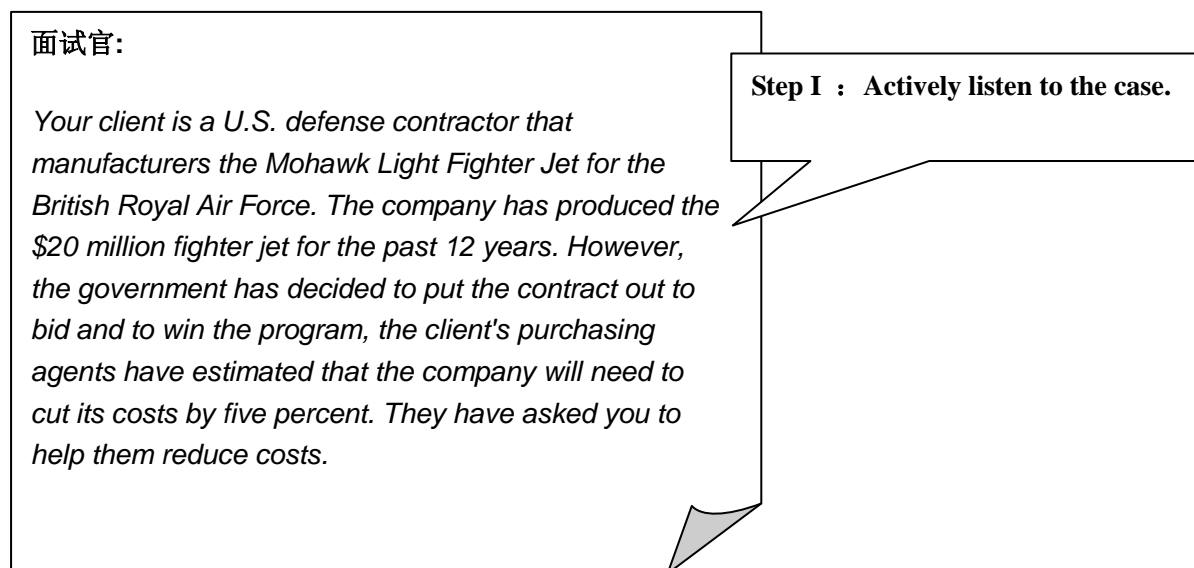 面试官:
Your client is a U.S. defense contractor that
manufacturers the Mohawk Light Fighter Jet for the
British Royal Air Force. The company has produced the
$20 million fighter jet for the past 12 years. However,
the government has decided to put the contract out to
bid and to win the program, the client's purchasing
agents have estimated that the company will need to
cut its costs by five percent. They have asked you to
help them reduce costs.
Step I ：Actively listen to the case.